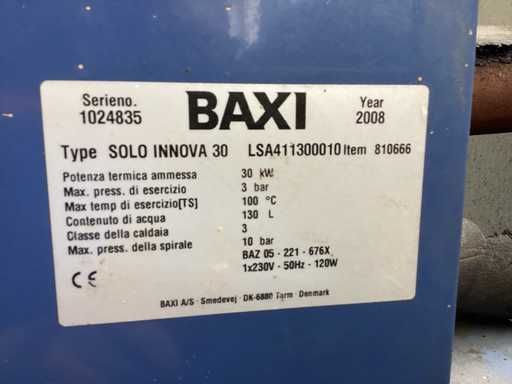 Serieno. BAXI Year
1024835 2008
Type SOLO INNOVA 30 LSA411300010 Item 810666
Potenza termica ammessa 30 kW
Max. press. di esercizio 3 bar
Max temp di esercizio[TS] 100 °C
Contenuto di acqua 130 L
Classe della caldaia 3
Max. press. della spirale 10 bar
BAZ 05 - 221 - 676X
1x230V - 50Hz - 120W
CE
BAXI A/S · Smedevej · DK-6880 Tarm · Denmark